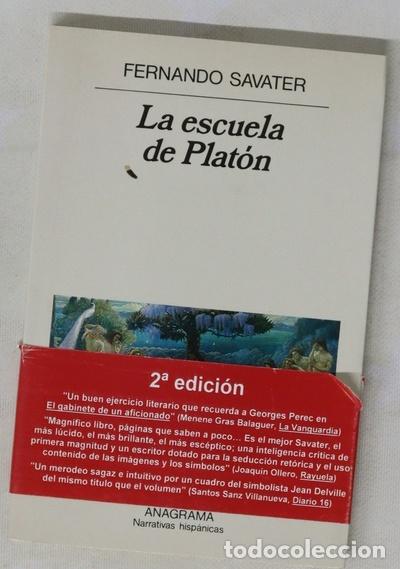 FERNANDO SAVATER
La escuela
de Platón
2ª edición
"Un buen ejercicio literario que recuerda a Georges Perec en
El gabinete de un aficionado" (Menene Gras Balaguer, La Vanguardia)
"Magnífico libro, páginas que saben a poco... Es el mejor Savater, el
más lúcido, el más brillante, el más escéptico; una inteligencia crítica de
primera magnitud y un escritor dotado para la seducción retórica y el uso
contenido de las imágenes y los símbolos" (Joaquín Ollero, Rayuela)
"Un merodeo sagaz e intuitivo por un cuadro del simbolista Jean Delville
del mismo título que el volumen" (Santos Sanz Villanueva, Diario 16)
ANAGRAMA
Narrativas hispánicas
todocoleccion